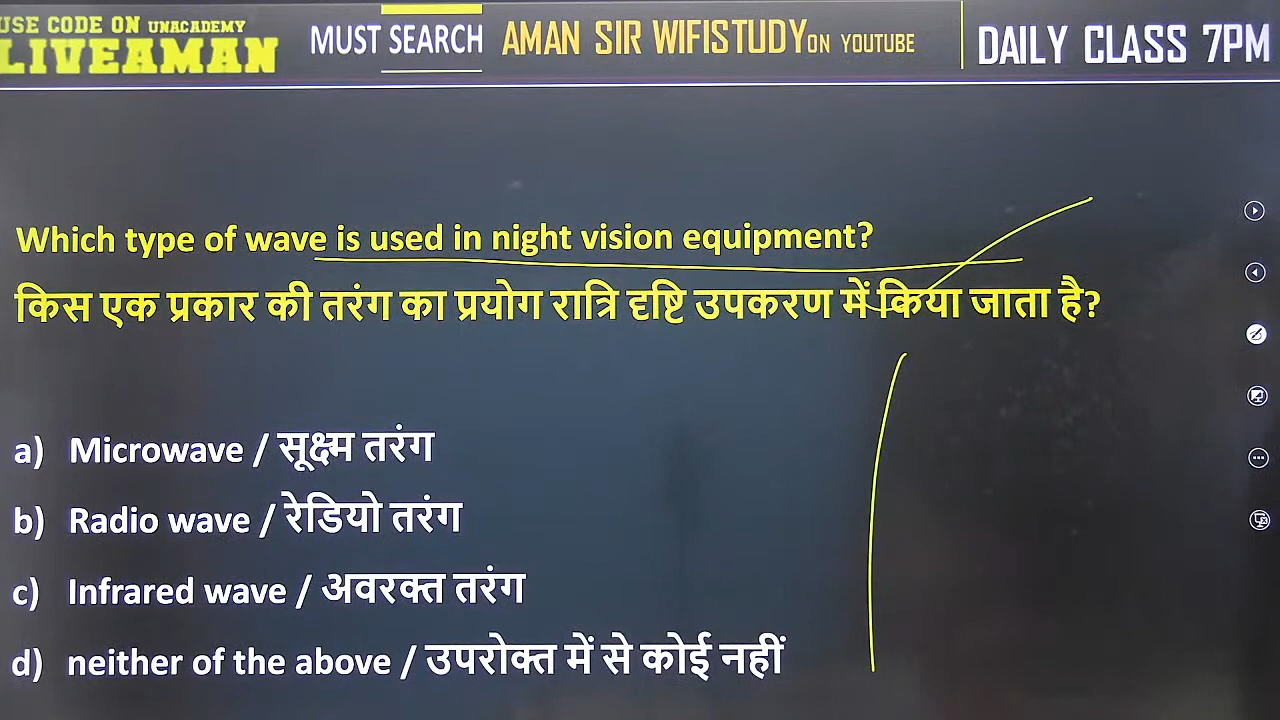 USE CODE ON UNACADEMY
LIVEAMAN
MUST SEARCH AMAN SIR WIFISTUDY ON YOUTUBE
DAILY CLASS 7PM
Which type of wave is used in night vision equipment?
किस एक प्रकार की तरंग का प्रयोग रात्रि दृष्टि उपकरण में किया जाता है?
a) Microwave / सूक्ष्म तरंग
b) Radio wave / रेडियो तरंग
c) Infrared wave / अवरक्त तरंग
d) neither of the above / उपरोक्त में से कोई नहीं